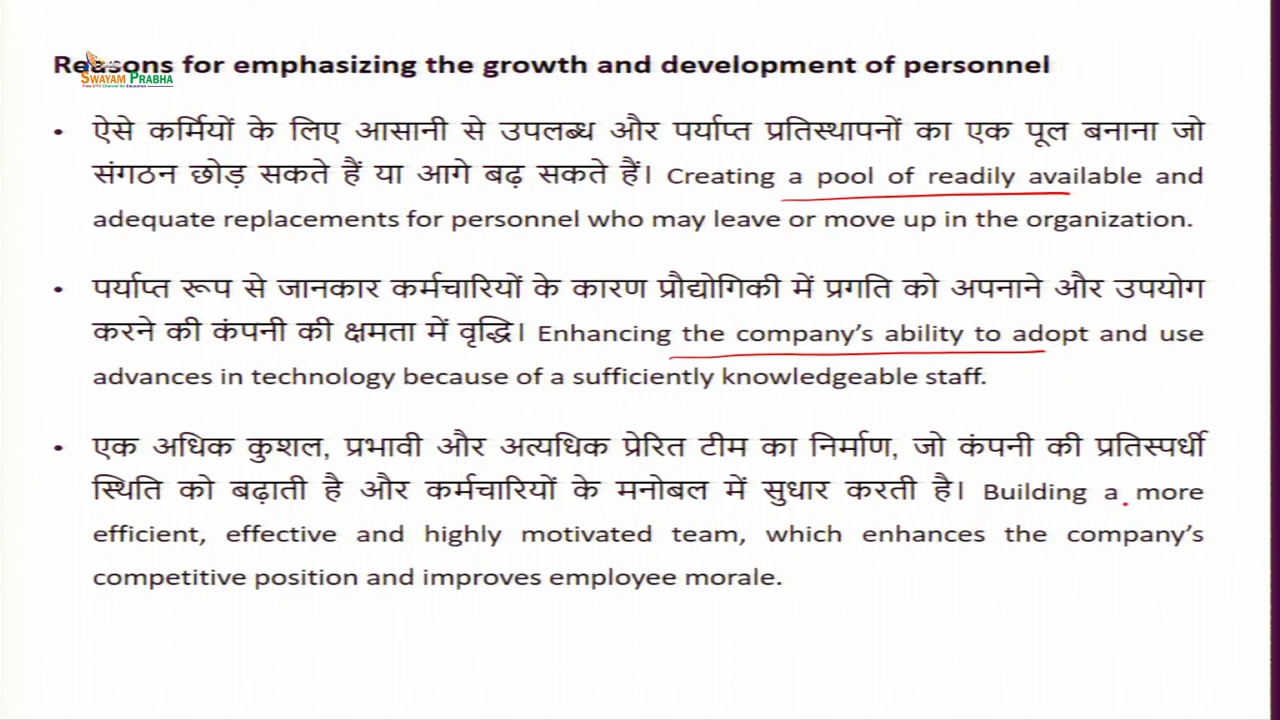 Reasons for emphasizing the growth and development of personnel
SWAYAM PRABHA
Free DTH Channel for Education
• ऐसे कर्मियों के लिए आसानी से उपलब्ध और पर्याप्त प्रतिस्थापनों का एक पूल बनाना जो
संगठन छोड़ सकते हैं या आगे बढ़ सकते हैं। Creating a pool of readily available and
adequate replacements for personnel who may leave or move up in the organization.
• पर्याप्त रूप से जानकार कर्मचारियों के कारण प्रौद्योगिकी में प्रगति को अपनाने और उपयोग
करने की कंपनी की क्षमता में वृद्धि। Enhancing the company's ability to adopt and use
advances in technology because of a sufficiently knowledgeable staff.
• एक अधिक कुशल, प्रभावी और अत्यधिक प्रेरित टीम का निर्माण, जो कंपनी की प्रतिस्पर्धी
स्थिति को बढ़ाती है और कर्मचारियों के मनोबल में सुधार करती है। Building a more
efficient, effective and highly motivated team, which enhances the company's
competitive position and improves employee morale.